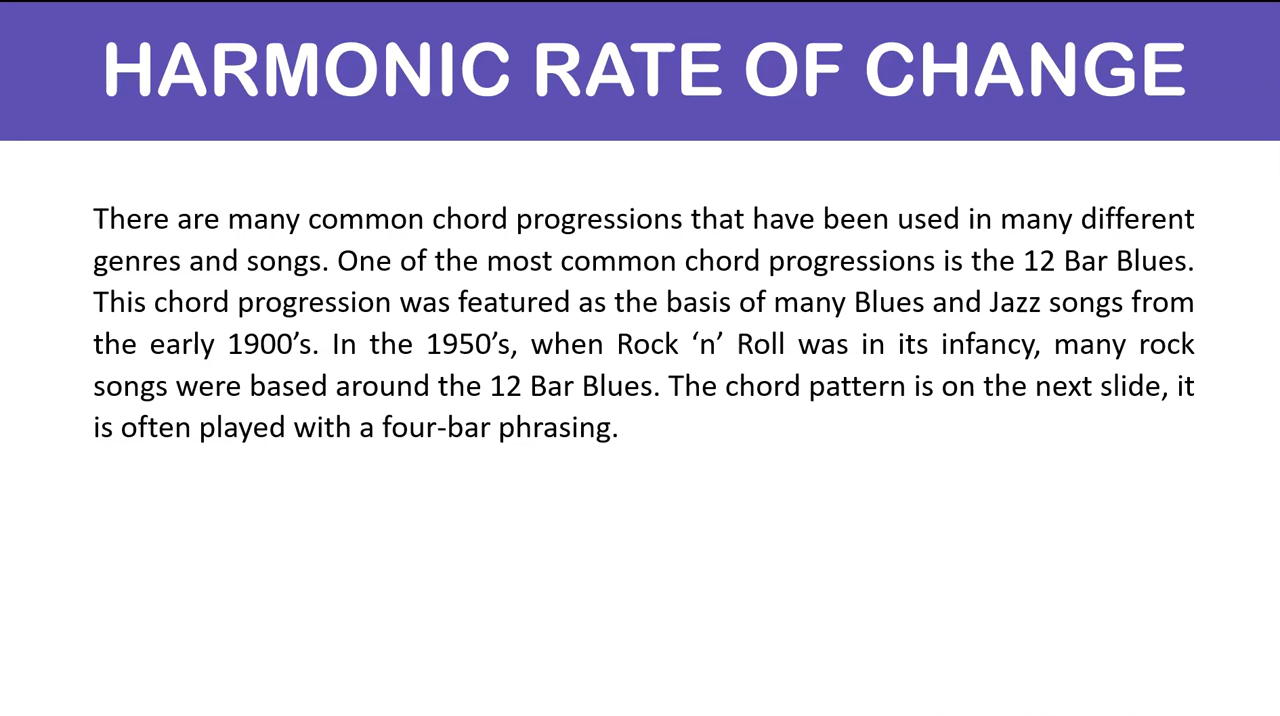 HARMONIC RATE OF CHANGE
There are many common chord progressions that have been used in many different
genres and songs. One of the most common chord progressions is the 12 Bar Blues.
This chord progression was featured as the basis of many Blues and Jazz songs from
the early 1900’s. In the 1950’s, when Rock ‘n’ Roll was in its infancy, many rock
songs were based around the 12 Bar Blues. The chord pattern is on the next slide, it
is often played with a four-bar phrasing.